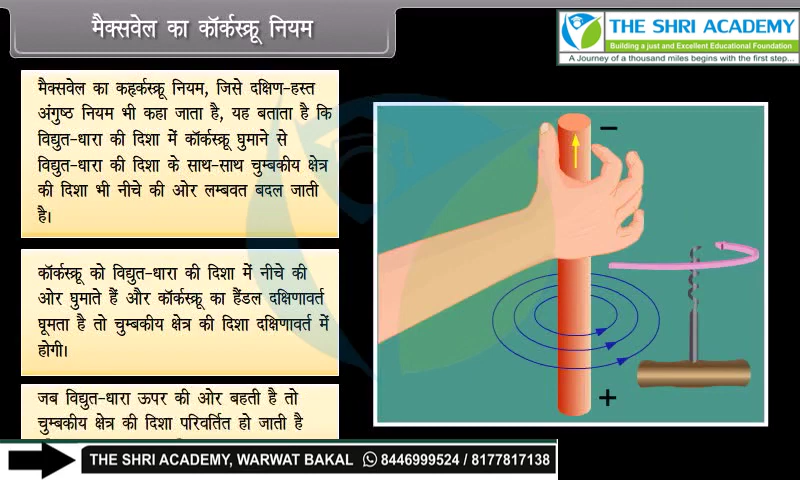 मैक्सवेल का कॉर्कस्क्रू नियम
THE SHRI ACADEMY
Building a just and Excellent Educational Foundation
A Journey of a thousand miles begins with the first step...
मैक्सवेल का कहृर्कस्क्रू नियम, जिसे दक्षिण-हस्त
अंगुष्ठ नियम भी कहा जाता है, यह बताता है कि
विद्युत-धारा की दिशा में कॉर्कस्क्रू घुमाने से
विद्युत-धारा की दिशा के साथ-साथ चुम्बकीय क्षेत्र
की दिशा भी नीचे की ओर लम्बवत बदल जाती
है।
कॉर्कस्क्रू को विद्युत-धारा की दिशा में नीचे की
ओर घुमाते हैं और कॉर्कस्क्रू का हैंडल दक्षिणावर्त
घूमता है तो चुम्बकीय क्षेत्र की दिशा दक्षिणावर्त में
होगी।
जब विद्युत-धारा ऊपर की ओर बहती है तो
चुम्बकीय क्षेत्र की दिशा परिवर्तित हो जाती है
−
+
THE SHRI ACADEMY, WARWAT BAKAL 8446999524 / 8177817138